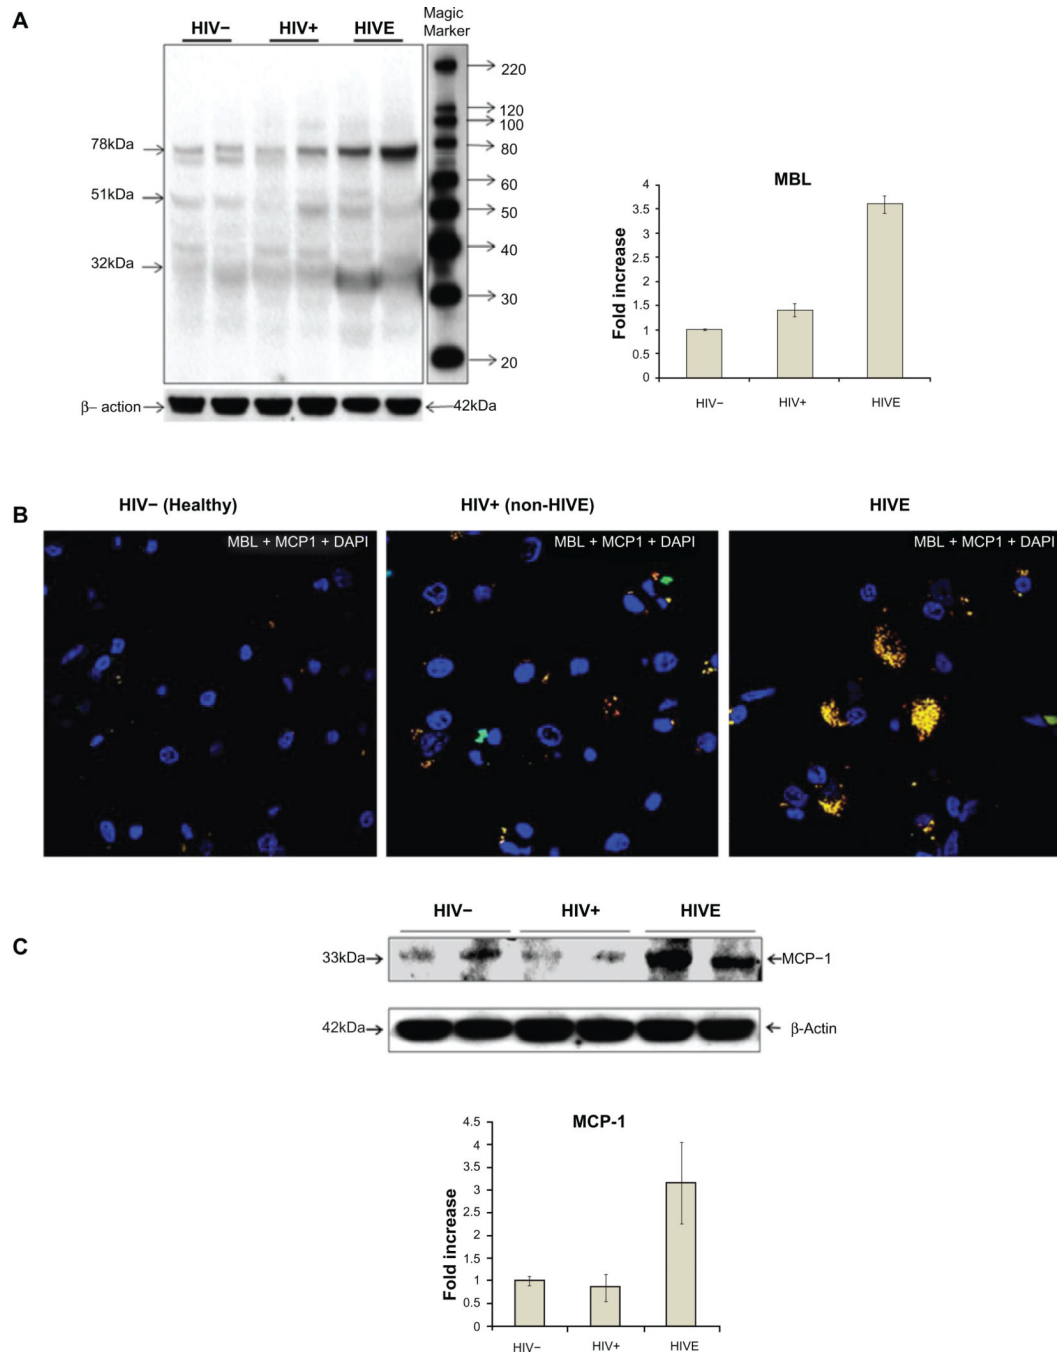 A
HIV− HIV+ HIVE
Magic
Marker
220
120
100
78kDa
80
60
51kDa
50
40
32kDa
30
20
β− action
42kDa
MBL
Fold increase
4
3.5
3
2.5
2
1.5
1
0.5
0
HIV− HIV+ HIVE
B
HIV− (Healthy) HIV+ (non-HIVE) HIVE
MBL + MCP1 + DAPI MBL + MCP1 + DAPI MBL + MCP1 + DAPI
C
HIV− HIV+ HIVE
33kDa MCP−1
42kDa β-Actin
MCP-1
Fold increase
4.5
4
3.5
3
2.5
2
1.5
1
0.5
0
HIV− HIV+ HIVE